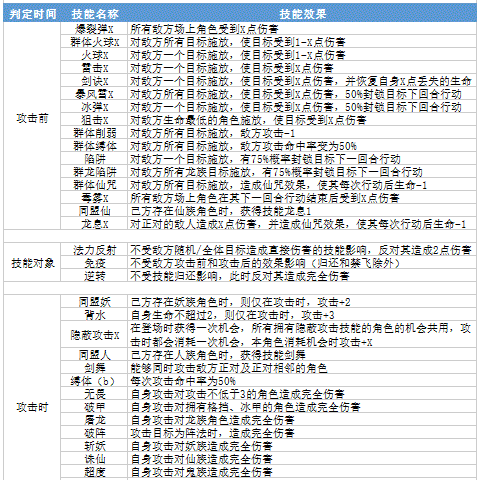 判定时间 技能名称 技能效果
爆裂弹X 所有敌方场上角色受到X点伤害
群体火球X 对敌方所有目标施放，使目标受到1-X点伤害
火球X 对敌方一个目标施放，使目标受到1-X点伤害
雷击X 对敌方一个目标施放，使目标受到X点伤害
剑诀X 对敌方一个目标施放，使目标受到X点伤害，并恢复自身X点丢失的生命
暴风雪X 对敌方所有目标施放，使目标受到X点伤害，50%封锁目标下回合行动
冰弹X 对敌方一个目标施放，使目标受到X点伤害，50%封锁目标下回合行动
攻击前 狙击X 对敌方生命最低的角色施放，使目标受到X点伤害
群体削弱 对敌方所有目标施放，敌方攻击-1
群体缚体 对敌方所有目标施放，敌方攻击命中率变为50%
陷阱 对敌方一个目标施放，有75%概率封锁目标下一回合行动
群龙陷阱 对敌方所有龙族目标施放，有75%概率封锁目标下一回合行动
群体仙咒 对敌方所有目标施放，造成仙咒效果，使其每次行动后生命-1
毒雾X 所有敌方场上角色在其下一回合行动结束后受到X点伤害
同盟仙 己方存在仙族角色时，获得技能龙息1
龙息X 对正对的敌人造成X点伤害，并造成仙咒效果，使其每次行动后生命-1
法力反射 不受敌方随机/全体目标造成直接伤害的技能影响，反对其造成2点伤害
技能对象 免疫 不受敌方攻击前和攻击后的效果影响（归还和禁飞除外）
逆转 不受技能归还影响，此时反对其造成完全伤害
同盟妖 己方存在妖族角色时，则仅在攻击时，攻击+2
背水 自身生命不超过2，则仅在攻击时，攻击+3
隐蔽攻击X 在登场时获得一次机会，所有拥有隐蔽攻击技能的角色的机会共用，攻
击时都会消耗一次机会，本角色消耗机会时攻击+X
同盟人 己方存在人族角色时，获得技能剑舞
剑舞 能够同时攻击敌方正对及正对相邻的角色
缚体（b） 每次攻击命中率为50%
攻击时 无畏 自身攻击对攻击不低于3的角色造成完全伤害
破甲 自身攻击对拥有格挡、冰甲的角色造成完全伤害
屠龙 自身攻击对龙族角色造成完全伤害
破阵 攻击目标为阵法时，造成完全伤害
斩妖 自身攻击对妖族造成完全伤害
诛仙 自身攻击对仙族造成完全伤害
超度 自身攻击对鬼族造成完全伤害